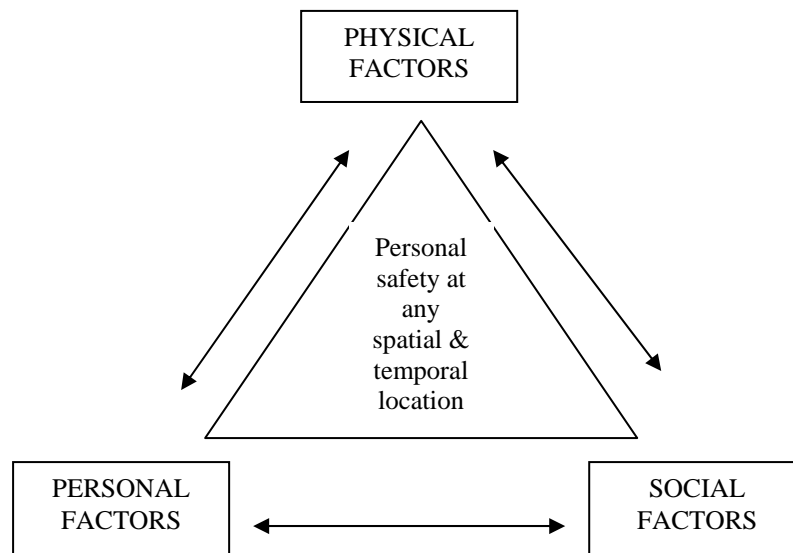 PHYSICAL
FACTORS
Personal
safety at
any
spatial &
temporal
location
PERSONAL
FACTORS
SOCIAL
FACTORS